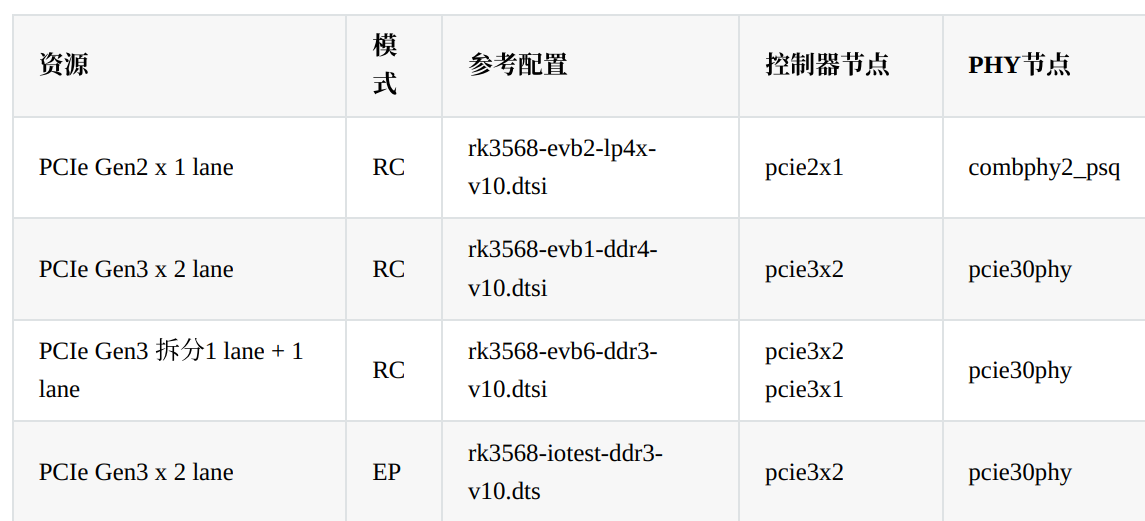 资源
模
式
参考配置
控制器节点
PHY节点
PCIe Gen2 x 1 lane
RC
rk3568-evb2-lp4x-
v10.dtsi
pcie2x1
combphy2_psq
PCIe Gen3 x 2 lane
RC
rk3568-evb1-ddr4-
v10.dtsi
pcie3x2
pcie30phy
PCIe Gen3 拆分1 lane + 1
lane
RC
rk3568-evb6-ddr3-
v10.dtsi
pcie3x2
pcie3x1
pcie30phy
PCIe Gen3 x 2 lane
EP
rk3568-iotest-ddr3-
v10.dts
pcie3x2
pcie30phy